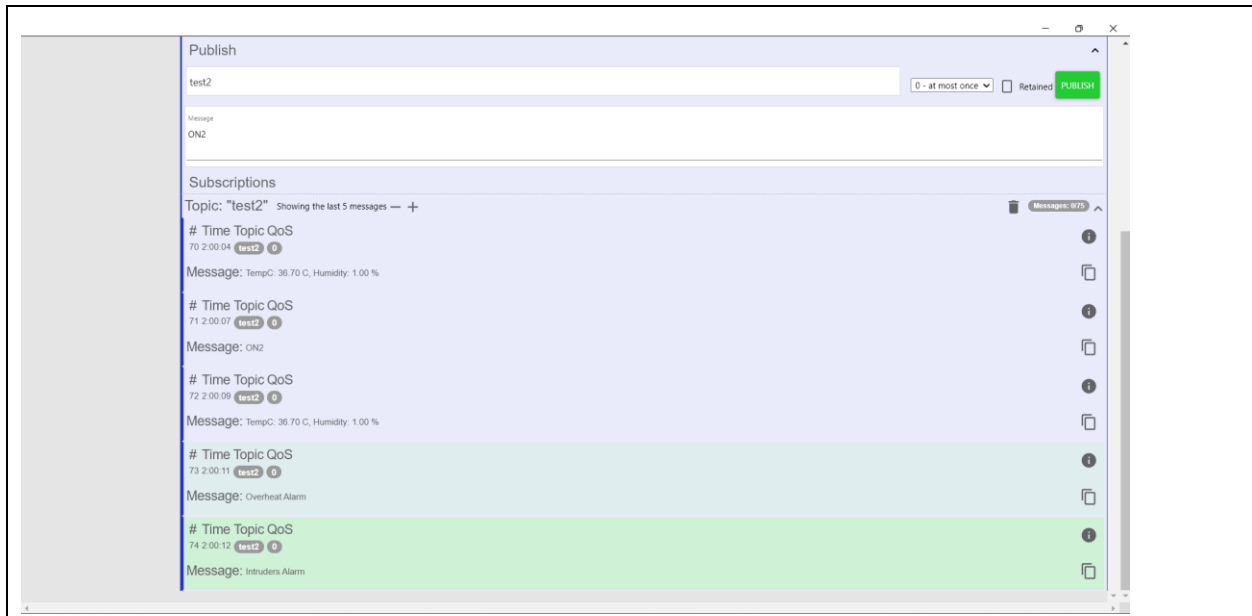 Publish
test2
0 - at most once Retained PUBLISH
Message
ON2
Subscriptions
Topic: "test2" Showing the last 5 messages — + Messages: 0/75
# Time Topic QoS
70 2:00:04 test2 0
Message: TempC: 36.70 C, Humidity: 1.00 %
# Time Topic QoS
71 2:00:07 test2 0
Message: ON2
# Time Topic QoS
72 2:00:09 test2 0
Message: TempC: 36.70 C, Humidity: 1.00 %
# Time Topic QoS
73 2:00:11 test2 0
Message: Overheat Alarm
# Time Topic QoS
74 2:00:12 test2 0
Message: Intruders Alarm